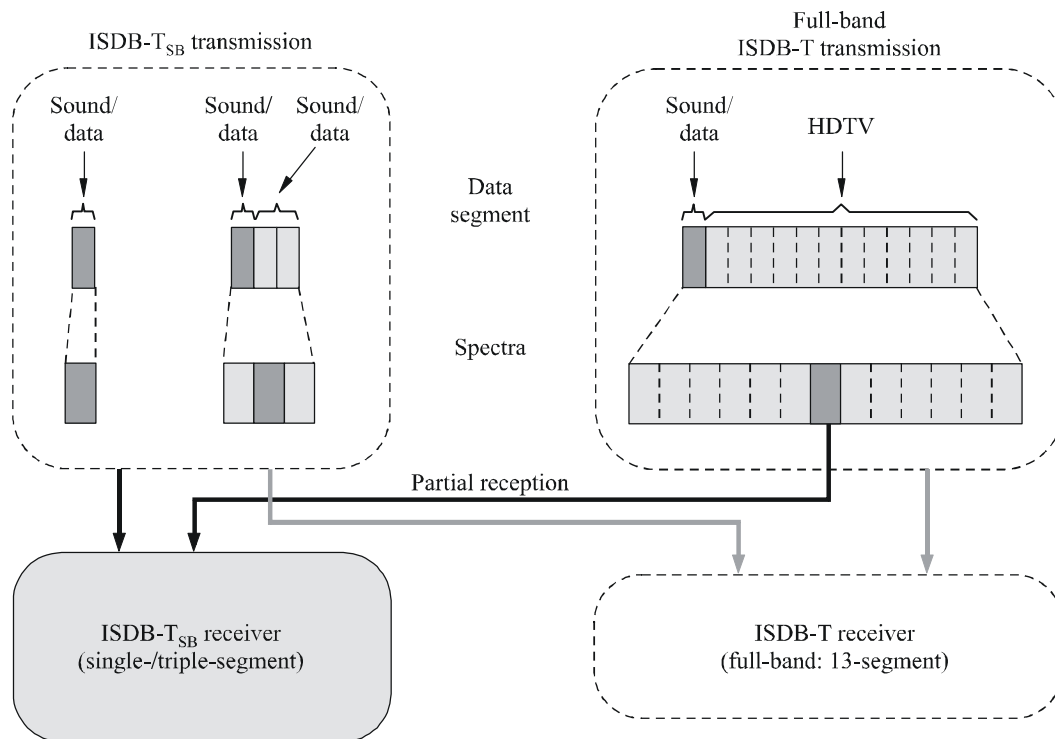 ISDB-T_SB transmission
Full-band
ISDB-T transmission
Sound/
data
Sound/
data
Sound/
data
Sound/
data
HDTV
Data
segment
Spectra
Partial reception
ISDB-T_SB receiver
(single-/triple-segment)
ISDB-T receiver
(full-band: 13-segment)